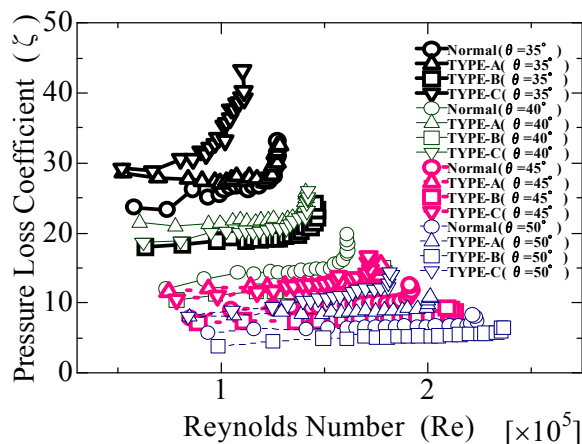 50
40
30
20
10
0
Pressure Loss Coefficient (ζ)
Normal(θ=35°)
TYPE-A(θ=35°)
TYPE-B(θ=35°)
TYPE-C(θ=35°)
Normal(θ=40°)
TYPE-A(θ=40°)
TYPE-B(θ=40°)
TYPE-C(θ=40°)
Normal(θ=45°)
TYPE-A(θ=45°)
TYPE-B(θ=45°)
TYPE-C(θ=45°)
Normal(θ=50°)
TYPE-A(θ=50°)
TYPE-B(θ=50°)
TYPE-C(θ=50°)
1 2
Reynolds Number (Re) [×10⁵]